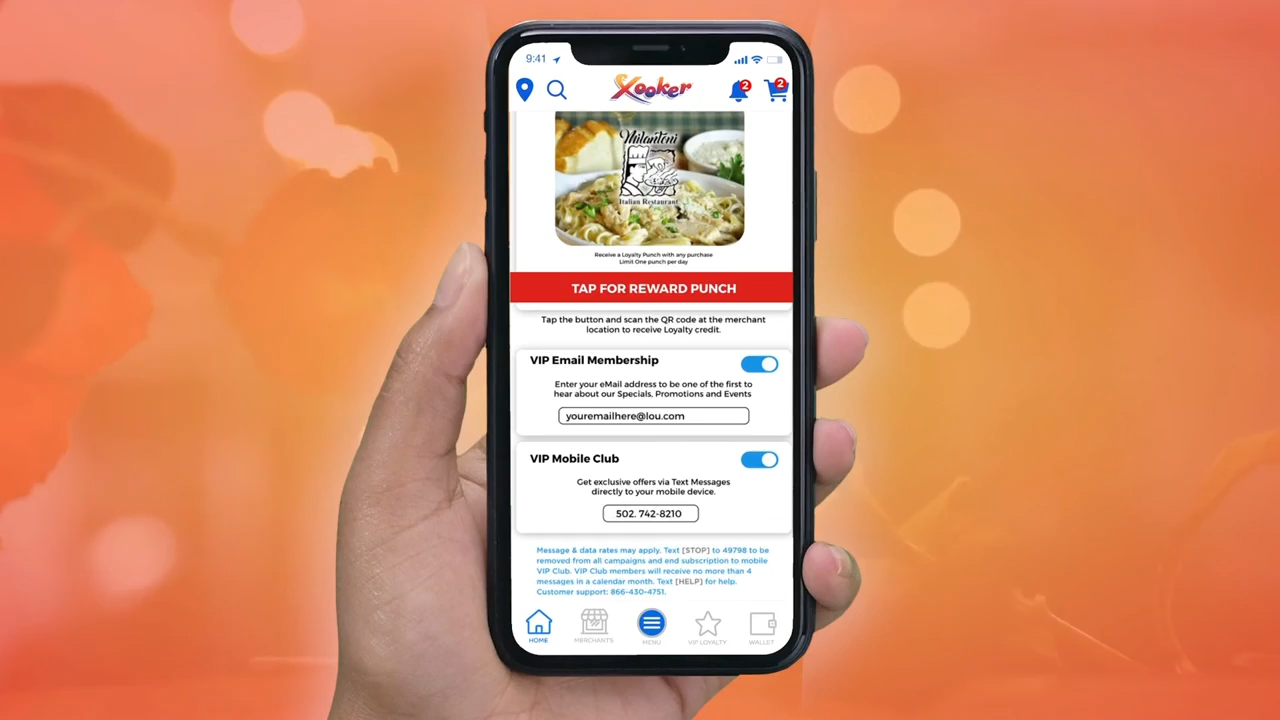 9:41
Xooker
2
2
Milantoni
Italian Restaurant
Receive a Loyalty Punch with any purchase
Limit One punch per day
TAP FOR REWARD PUNCH
Tap the button and scan the QR code at the merchant
location to receive Loyalty credit.
VIP Email Membership
Enter your eMail address to be one of the first to
hear about our Specials, Promotions and Events
youremailhere@lou.com
VIP Mobile Club
Get exclusive offers via Text Messages
directly to your mobile device.
502. 742-8210
Message & data rates may apply. Text [STOP] to 49798 to be
removed from all campaigns and end subscription to mobile
VIP Club. VIP Club members will receive no more than 4
messages in a calendar month. Text [HELP] for help.
Customer support: 866-430-4751.
HOME
MERCHANTS
MENU
VIP LOYALTY
WALLET